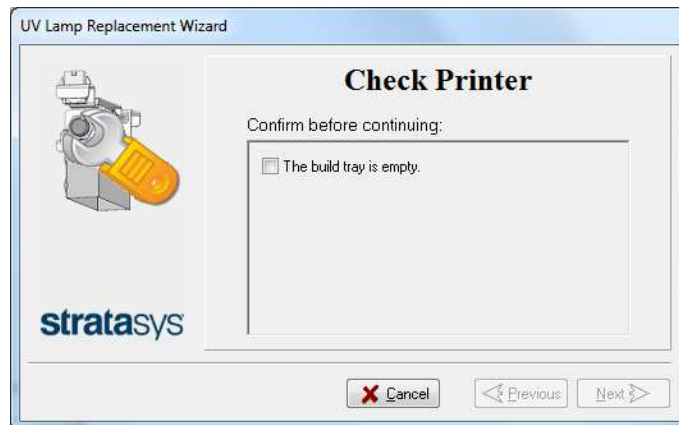 UV Lamp Replacement Wizard
Check Printer
Confirm before continuing:
The build tray is empty.
stratasys
Cancel
Previous
Next